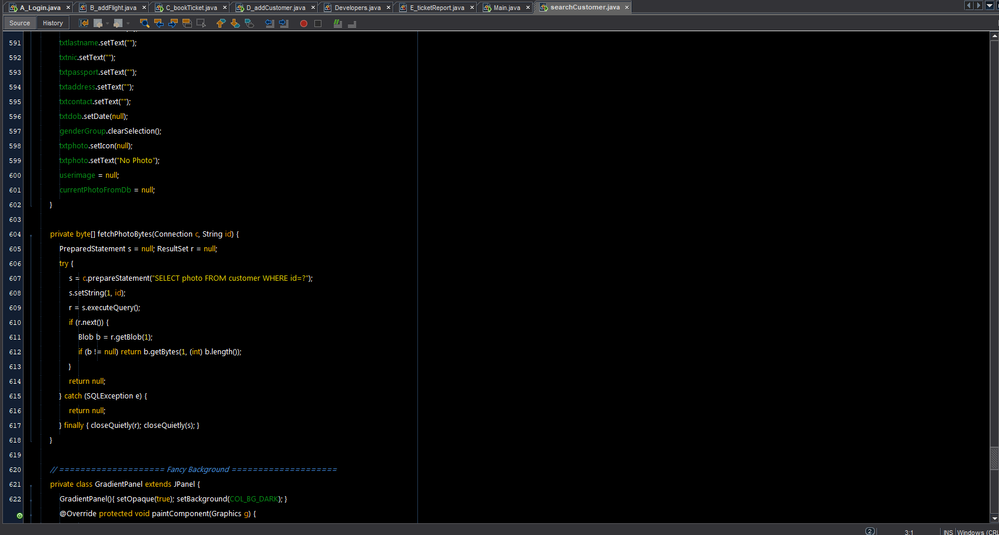 A_Login.java × B_addFlight.java × C_bookTicket.java × D_addCustomer.java × Developers.java × E_ticketReport.java × Main.java × searchCustomer.java ×
Source History
591 txtlastname.setText("");
592 txtnic.setText("");
593 txtpassport.setText("");
594 txtaddress.setText("");
595 txtcontact.setText("");
596 txtdob.setDate(null);
597 genderGroup.clearSelection();
598 txtphoto.setIcon(null);
599 txtphoto.setText("No Photo");
600 userimage = null;
601 currentPhotoFromDb = null;
602 }
603
604 private byte[] fetchPhotoBytes(Connection c, String id) {
605 PreparedStatement s = null; ResultSet r = null;
606 try {
607 s = c.prepareStatement("SELECT photo FROM customer WHERE id=?");
608 s.setString(1, id);
609 r = s.executeQuery();
610 if (r.next()) {
611 Blob b = r.getBlob(1);
612 if (b != null) return b.getBytes(1, (int) b.length());
613 }
614 return null;
615 } catch (SQLException e) {
616 return null;
617 } finally { closeQuietly(r); closeQuietly(s); }
618 }
619
620 // ==================== Fancy Background ====================
621 private class GradientPanel extends JPanel {
622 GradientPanel(){ setOpaque(true); setBackground(COL_BG_DARK); }
@Override protected void paintComponent(Graphics g) {
2 3:1 INS Windows (CRL